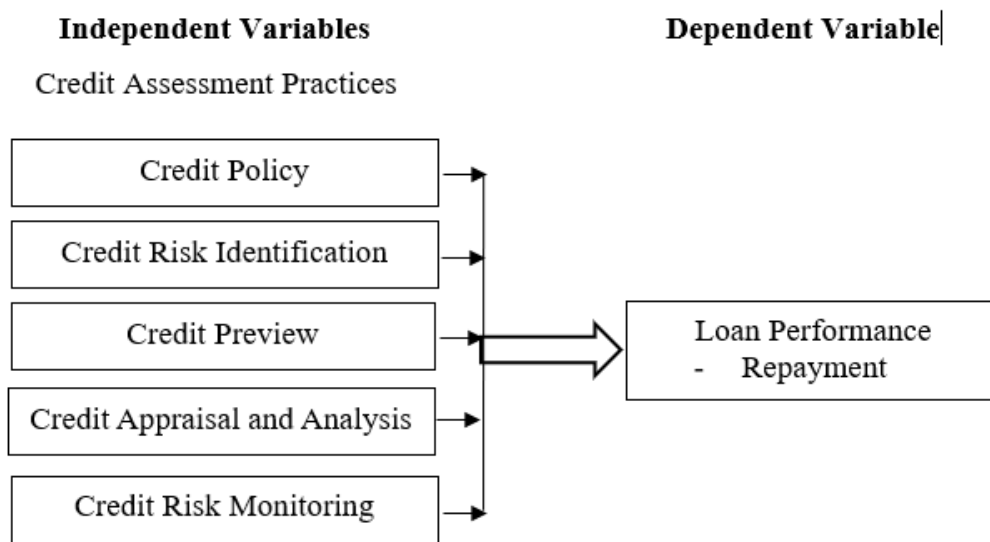 Independent Variables
Dependent Variable
Credit Assessment Practices
Credit Policy
Credit Risk Identification
Credit Preview
Credit Appraisal and Analysis
Credit Risk Monitoring
Loan Performance
- Repayment